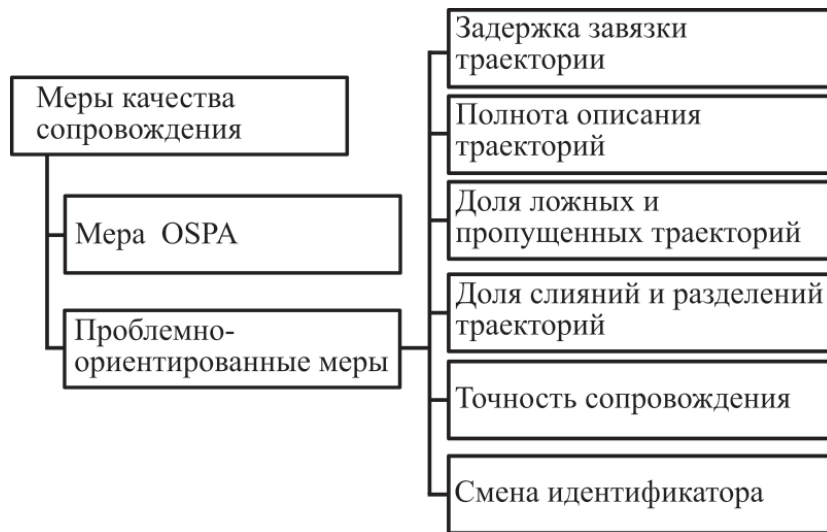 Меры качества
сопровождения
Мера OSPA
Проблемно-
ориентированные меры
Задержка завязки
траектории
Полнота описания
траекторий
Доля ложных и
пропущенных траекторий
Доля слияний и разделений
траекторий
Точность сопровождения
Смена идентификатора